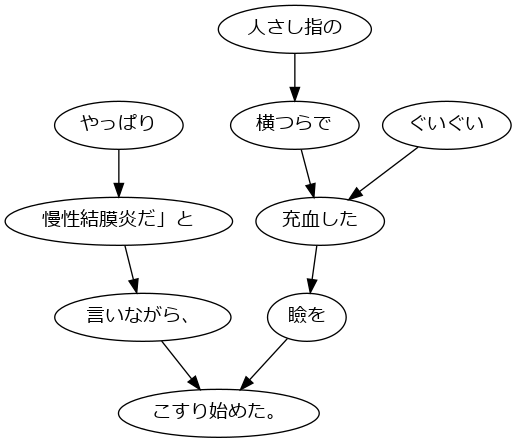 人さし指の
やっぱり
横つらで
ぐいぐい
慢性結膜炎だ」と
充血した
言いながら、
瞼を
こすり始めた。